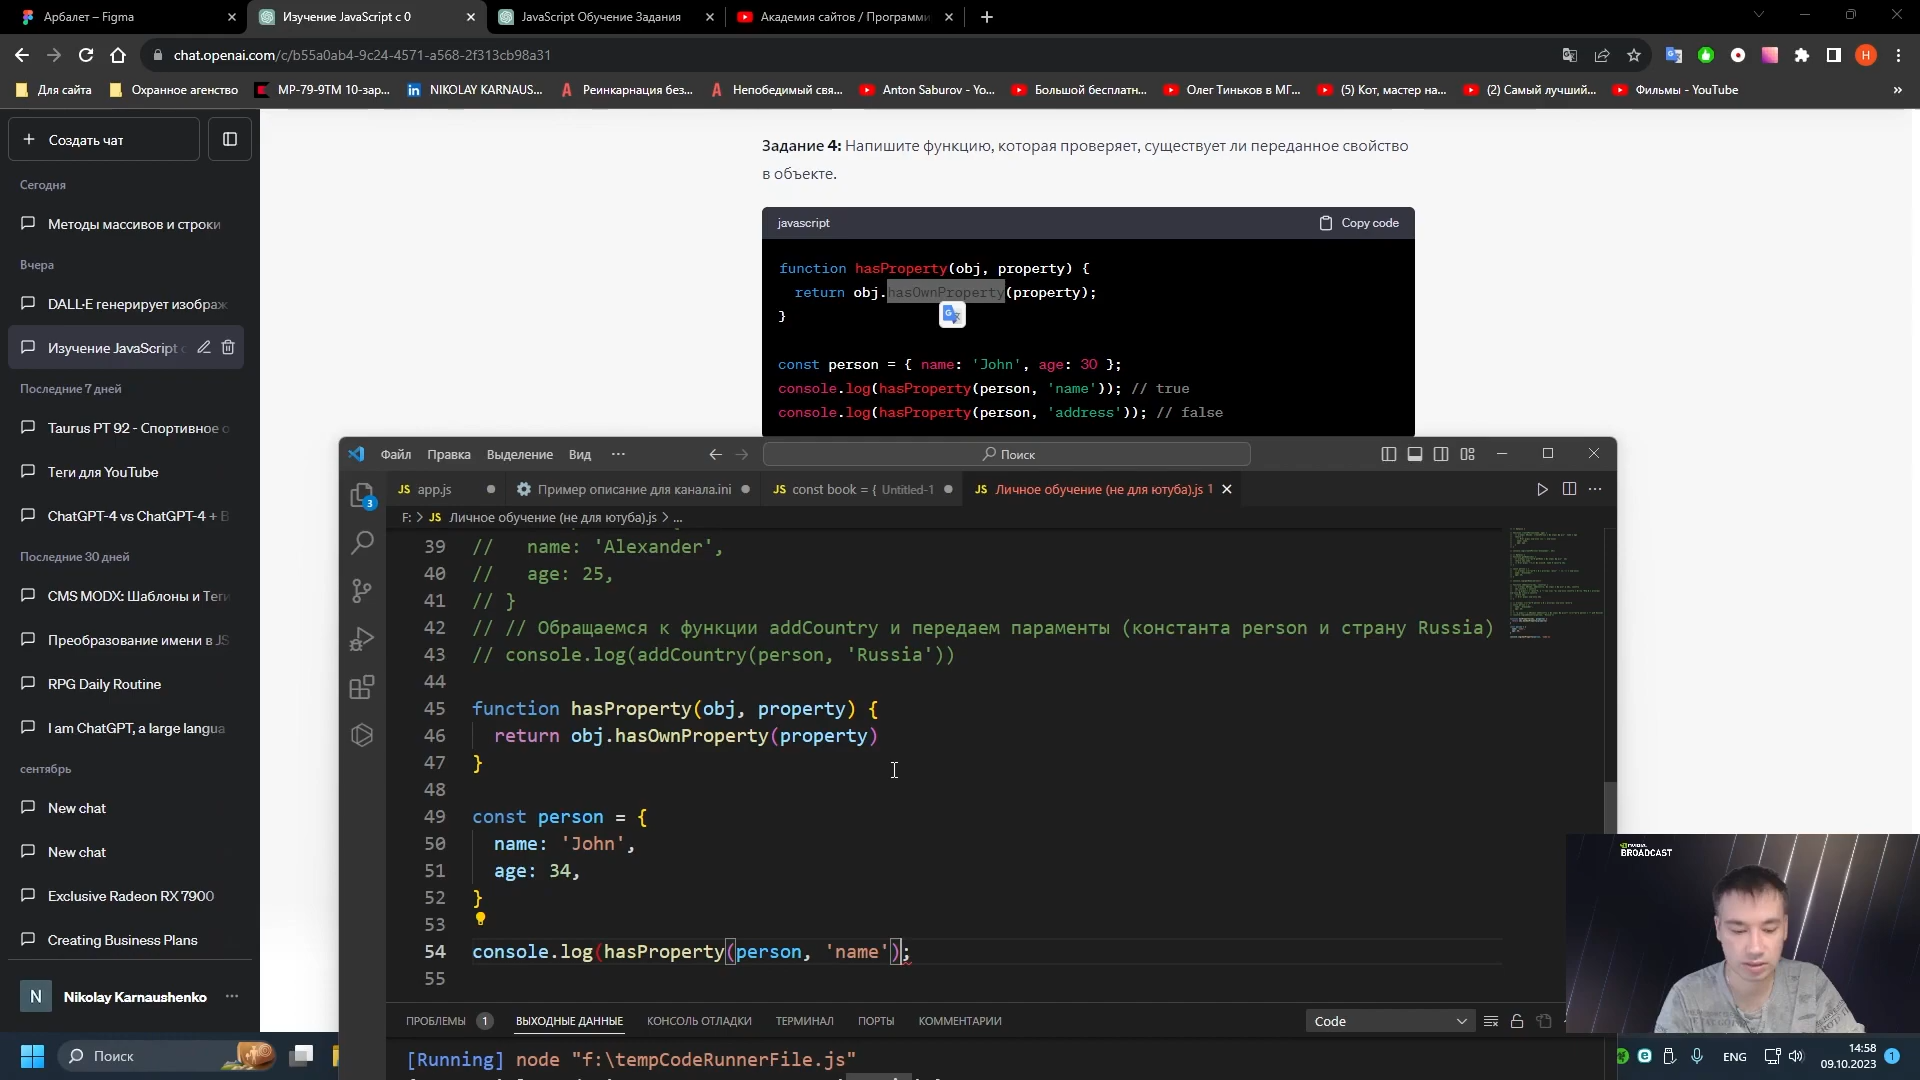 Арбалет – Figma
Изучение JavaScript с 0
JavaScript Обучение Задания
Академия сайтов / Программи
chat.openai.com/c/b55a0ab4-9c24-4571-a568-2f313cb98a31
Для сайта
Охранное агенство
МР-79-9ТМ 10-зар...
NIKOLAY KARNAUS...
Реинкарнация без...
Непобедимый свя...
Anton Saburov - Yo...
Большой бесплатн...
Олег Тиньков в МГ...
(5) Кот, мастер на...
(2) Самый лучший...
Фильмы - YouTube
Создать чат
Сегодня
Методы массивов и строки
Вчера
DALL·E генерирует изображ
Изучение JavaScript с
Последние 7 дней
Taurus PT 92 - Спортивное о
Теги для YouTube
ChatGPT-4 vs ChatGPT-4 + B
Последние 30 дней
CMS MODX: Шаблоны и Теги
Преобразование имени в JS
RPG Daily Routine
I am ChatGPT, a large langua
сентябрь
New chat
New chat
Exclusive Radeon RX 7900
Creating Business Plans
N
Nikolay Karnaushenko
Задание 4: Напишите функцию, которая проверяет, существует ли переданное свойство
в объекте.
javascript
Copy code
function hasProperty(obj, property) {
return obj.hasOwnProperty(property);
}
const person = { name: 'John', age: 30 };
console.log(hasProperty(person, 'name')); // true
console.log(hasProperty(person, 'address')); // false
Файл Правка Выделение Вид ···
Поиск
JS app.js
Пример описание для канала.ini
JS const book = { Untitled-1
JS Личное обучение (не для ютуба).js 1
3
F: > JS Личное обучение (не для ютуба).js > ...
39 // name: 'Alexander',
40 // age: 25,
41 // }
42 // // Обращаемся к функции addCountry и передаем параменты (константа person и страну Russia)
43 // console.log(addCountry(person, 'Russia'))
44
45 function hasProperty(obj, property) {
46 return obj.hasOwnProperty(property)
47 }
48
49 const person = {
50 name: 'John',
51 age: 34,
52 }
53
54 console.log(hasProperty(person, 'name');
55
ПРОБЛЕМЫ 1 ВЫХОДНЫЕ ДАННЫЕ КОНСОЛЬ ОТЛАДКИ ТЕРМИНАЛ ПОРТЫ КОММЕНТАРИИ
Code
[Running] node "f:\tempCodeRunnerFile.js"
NVIDIA
BROADCAST
Поиск
ENG
14:58
09.10.2023
1